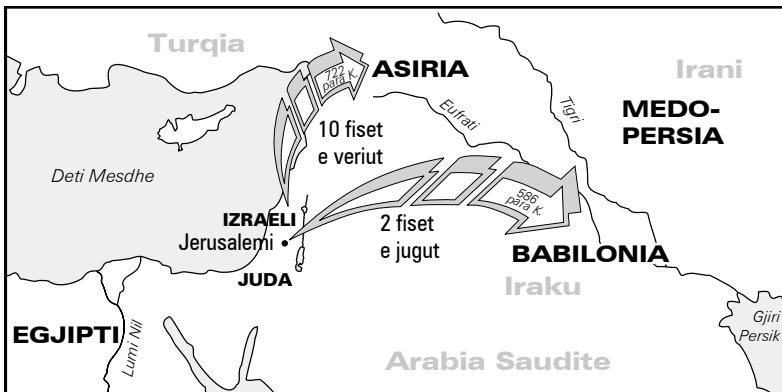 Turqia
Irani
ASIRIA
722
para K.
Eufrati
Tigri
MEDO-
PERSIA
10 fiset
e veriut
Deti Mesdhe
586
para K.
IZRAELI
Jerusalemi
2 fiset
e jugut
BABILONIA
JUDA
Iraku
EGJIPTI
Lumi Nil
Gjiri
Persik
Arabia Saudite